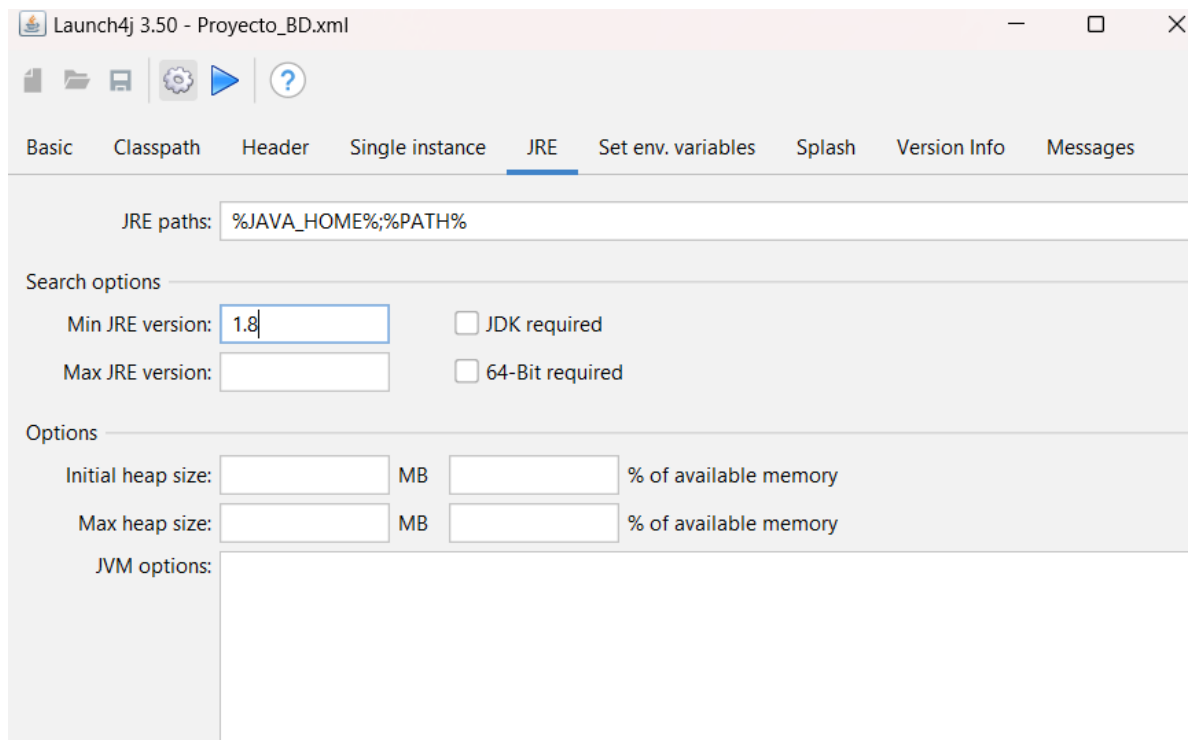 Launch4j 3.50 - Proyecto_BD.xml
?
Basic Classpath Header Single instance JRE Set env. variables Splash Version Info Messages
JRE paths: %JAVA_HOME%;%PATH%
Search options
Min JRE version: 1.8 JDK required
Max JRE version: 64-Bit required
Options
Initial heap size: MB % of available memory
Max heap size: MB % of available memory
JVM options: